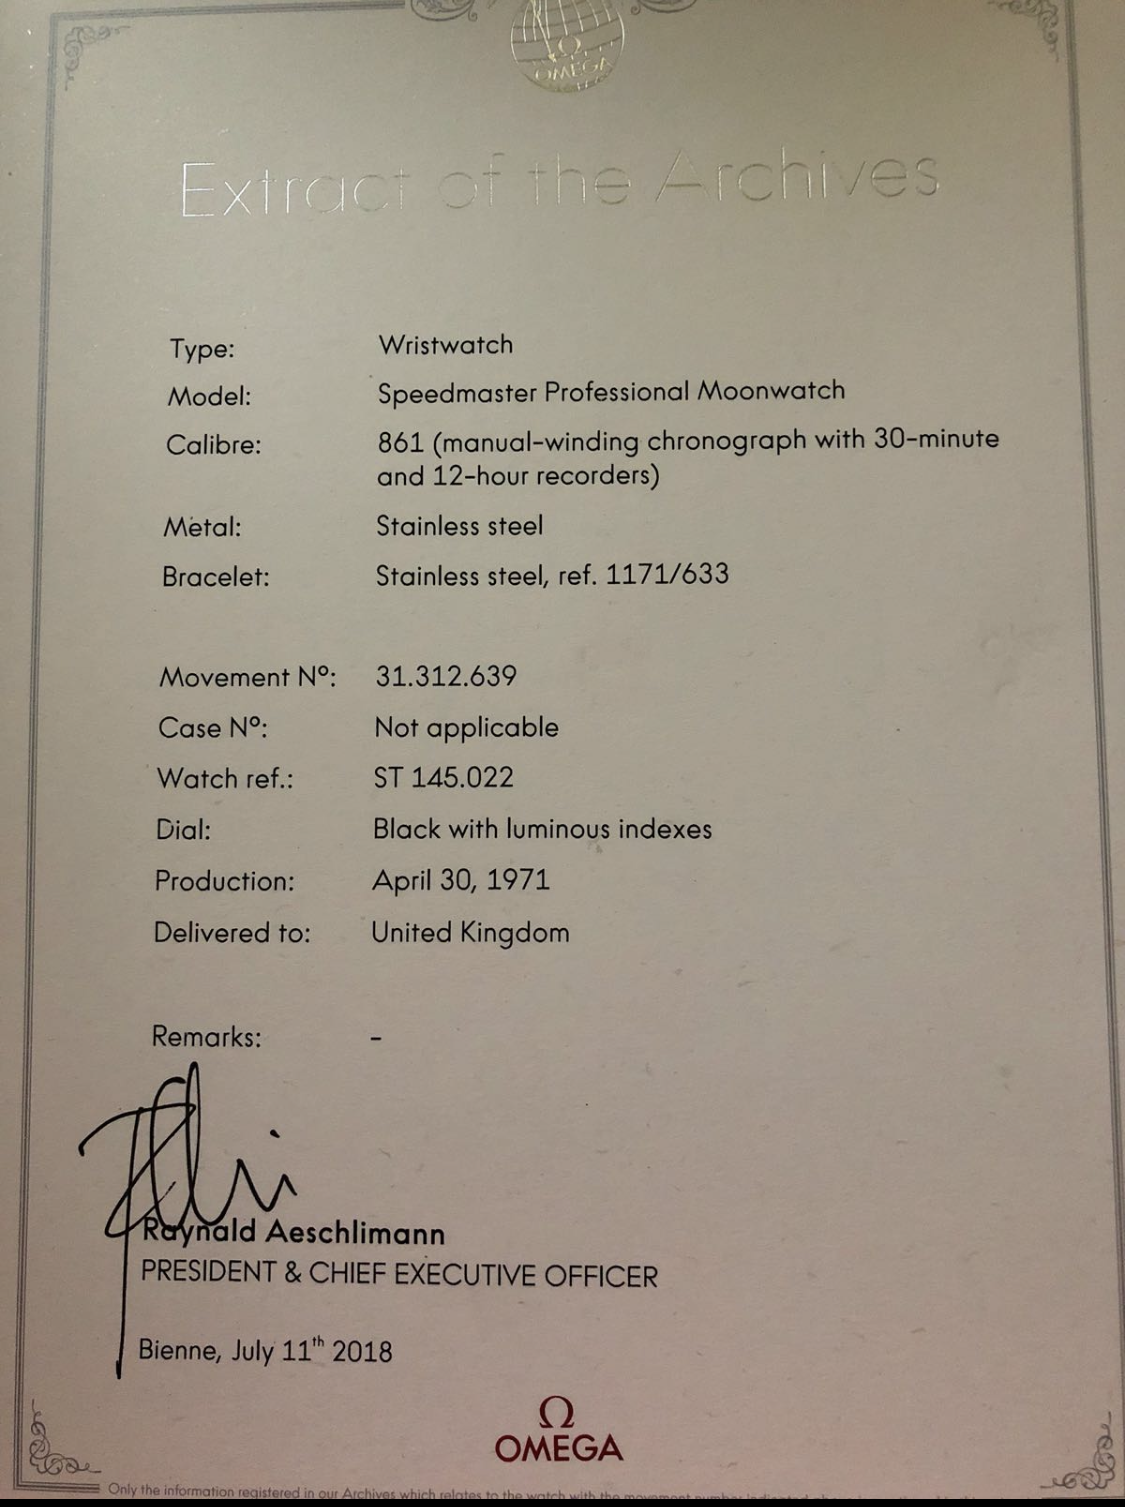 OMEGA
Extract of the Archives
Type: Wristwatch
Model: Speedmaster Professional Moonwatch
Calibre: 861 (manual-winding chronograph with 30-minute
and 12-hour recorders)
Metal: Stainless steel
Bracelet: Stainless steel, ref. 1171/633
Movement Nº: 31.312.639
Case Nº: Not applicable
Watch ref.: ST 145.022
Dial: Black with luminous indexes
Production: April 30, 1971
Delivered to: United Kingdom
Remarks: -
Raynald Aeschlimann
PRESIDENT & CHIEF EXECUTIVE OFFICER
Bienne, July 11th 2018
Ω
OMEGA
Only the information registered in our Archives which relates to the watch with the movement number